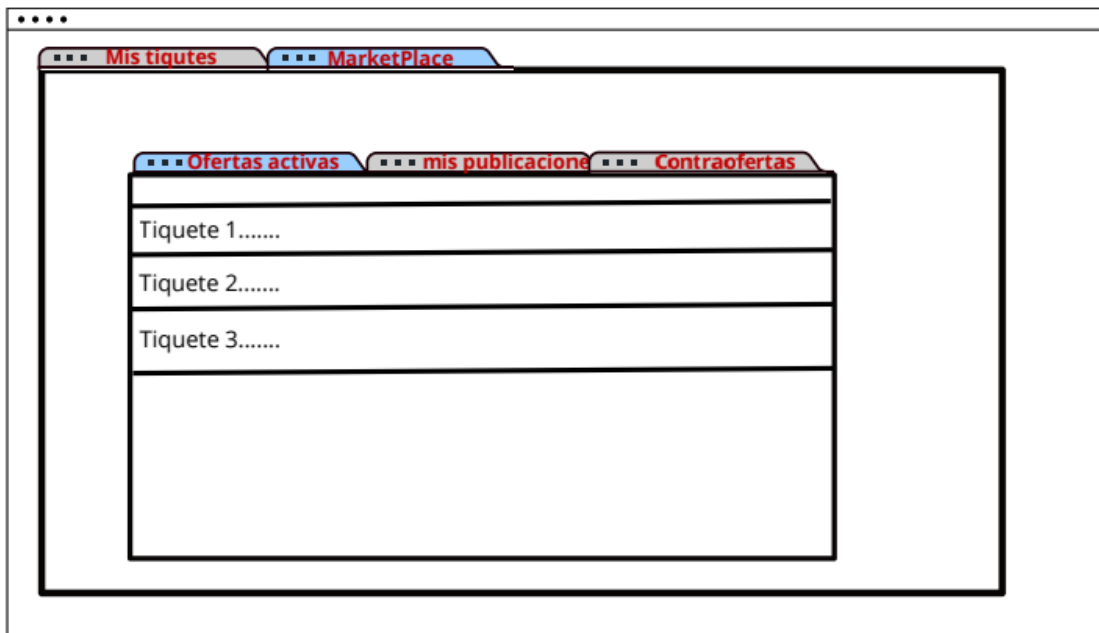 Mis tiqutes
MarketPlace
Ofertas activas
mis publicacione
Contraofertas
Tiquete 1.......
Tiquete 2.......
Tiquete 3.......